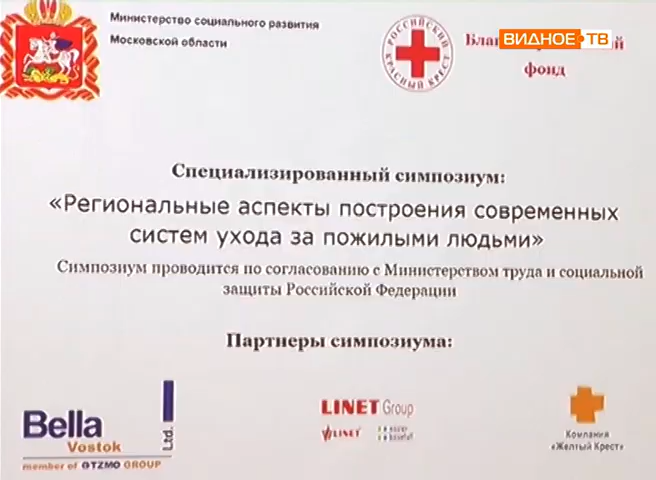 Министерство социального развития
Московской области
РОССИЙСКИЙ
КРАСНЫЙ КРЕСТ
фонд
ВИДНОЕ ТВ
Специализированный симпозиум:
«Региональные аспекты построения современных
систем ухода за пожилыми людьми»
Симпозиум проводится по согласованию с Министерством труда и социальной
защиты Российской Федерации
Партнеры симпозиума:
Bella
Vostok
Ltd.
member of TZMO GROUP
LINET Group
LINET
Компания
«Желтый Крест»